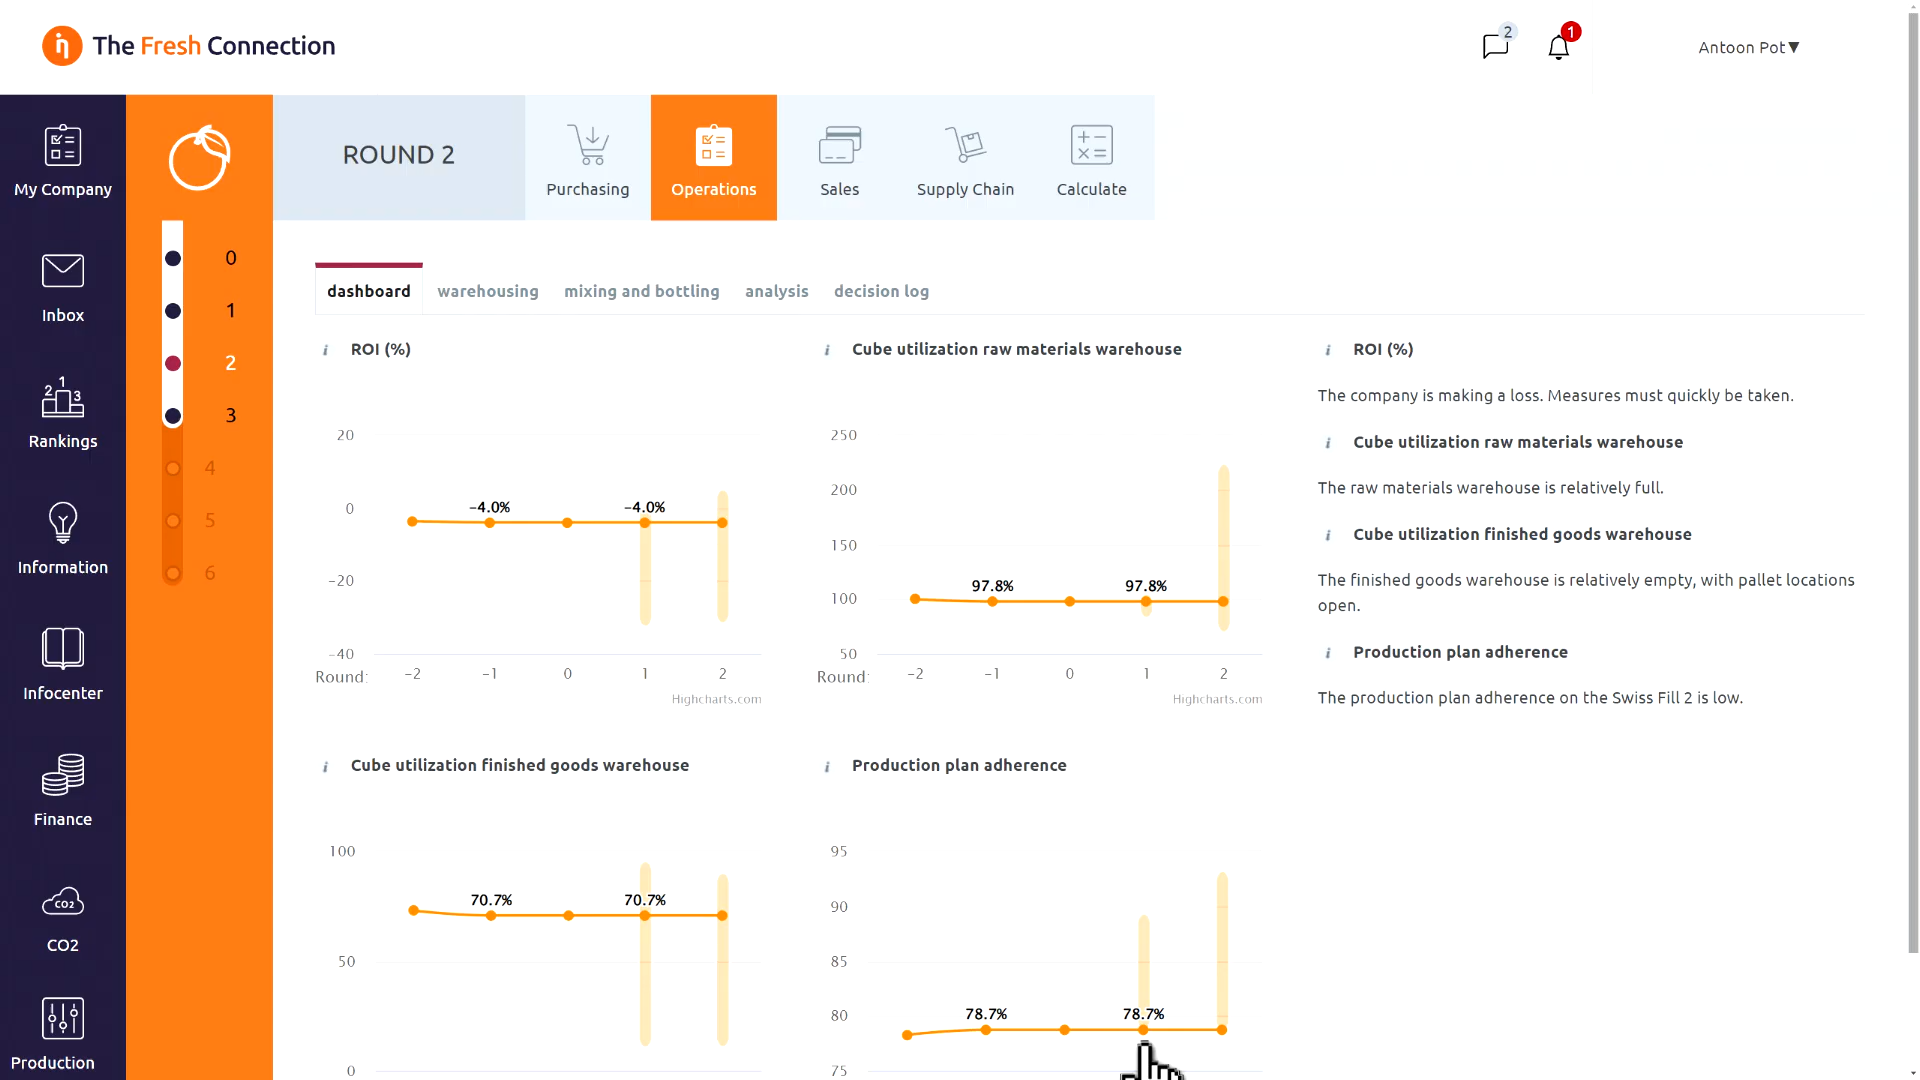 The Fresh Connection
2
1
Antoon Pot▼
My Company
Inbox
Rankings
Information
Infocenter
Finance
CO2
CO2
Production
0
1
2
3
4
5
6
ROUND 2
Purchasing
Operations
Sales
Supply Chain
Calculate
dashboard
warehousing
mixing and bottling
analysis
decision log
i ROI (%)
20
0
-20
-40
-4.0%
-4.0%
Round: -2 -1 0 1 2
Highcharts.com
i Cube utilization raw materials warehouse
250
200
150
100
50
97.8%
97.8%
Round: -2 -1 0 1 2
Highcharts.com
i ROI (%)
The company is making a loss. Measures must quickly be taken.
i Cube utilization raw materials warehouse
The raw materials warehouse is relatively full.
i Cube utilization finished goods warehouse
The finished goods warehouse is relatively empty, with pallet locations
open.
i Production plan adherence
The production plan adherence on the Swiss Fill 2 is low.
i Cube utilization finished goods warehouse
100
50
0
70.7%
70.7%
i Production plan adherence
95
90
85
80
75
78.7%
78.7%